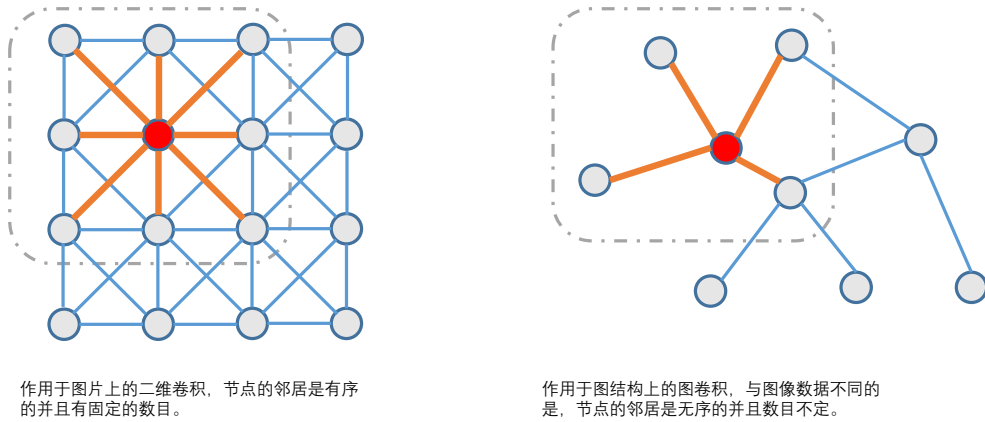 作用于图片上的二维卷积，节点的邻居是有序
的并且有固定的数目。
作用于图结构上的图卷积，与图像数据不同的
是，节点的邻居是无序的并且数目不定。